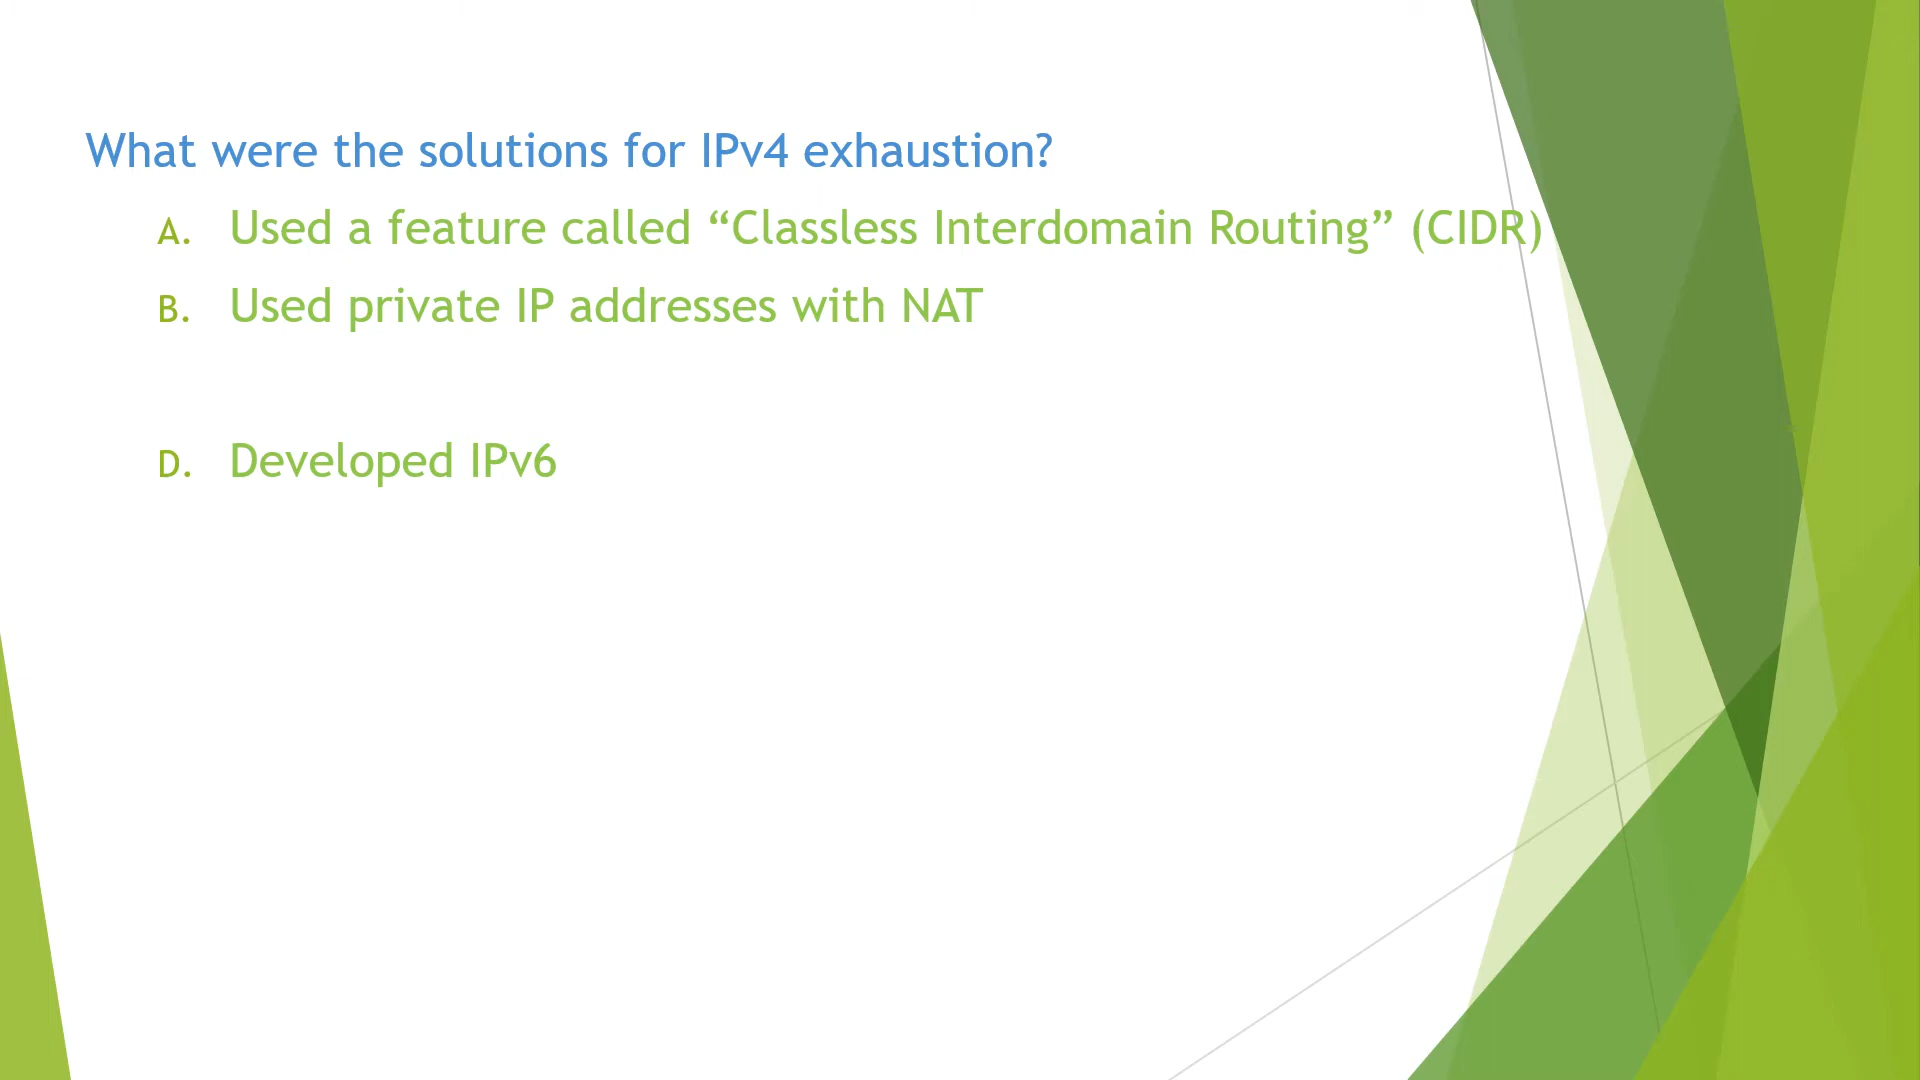 What were the solutions for IPv4 exhaustion?
A. Used a feature called “Classless Interdomain Routing” (CIDR)
B. Used private IP addresses with NAT
D. Developed IPv6